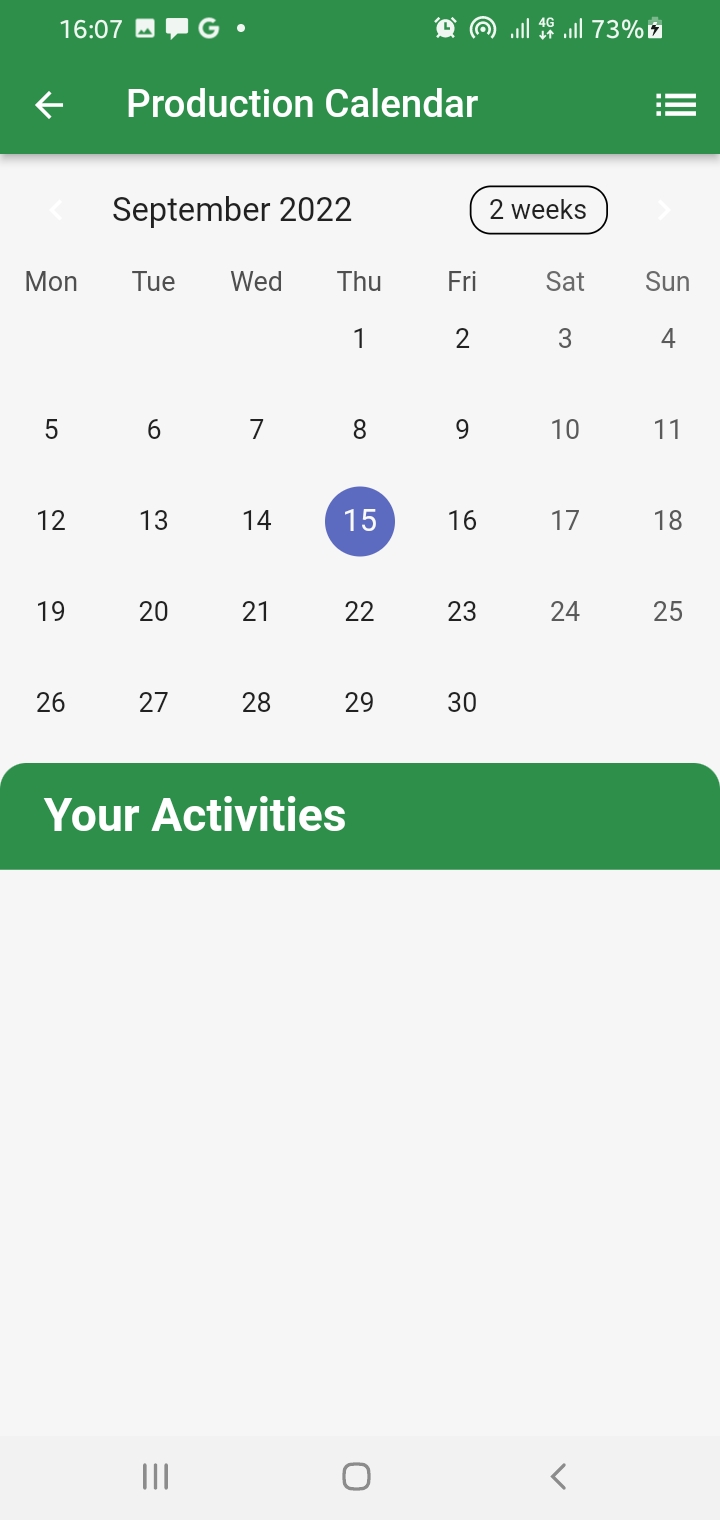 16:07 G 4G 73%
Production Calendar
September 2022 2 weeks
Mon Tue Wed Thu Fri Sat Sun
1 2 3 4
5 6 7 8 9 10 11
12 13 14 15 16 17 18
19 20 21 22 23 24 25
26 27 28 29 30
Your Activities